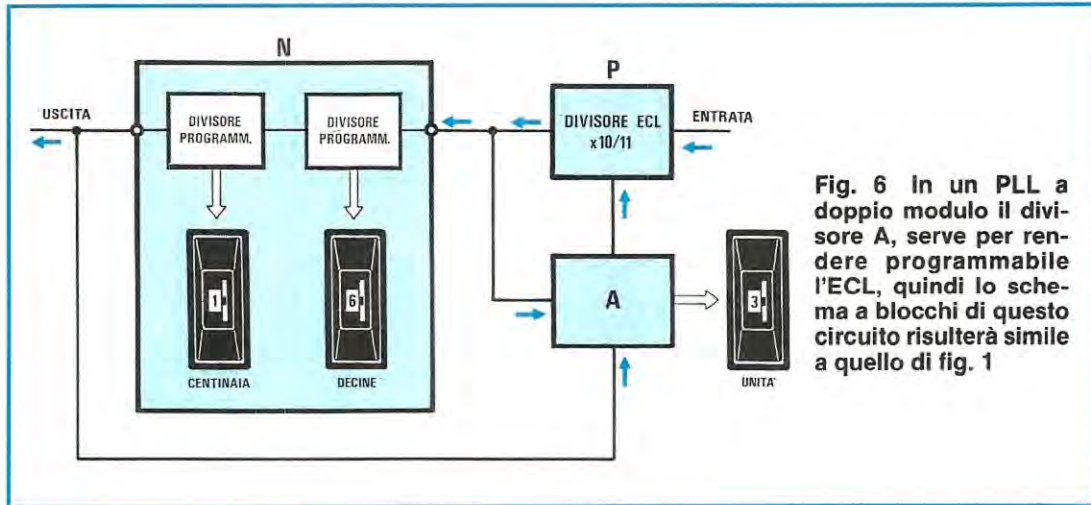 N
P
USCITA
DIVISORE
PROGRAMM.
DIVISORE
PROGRAMM.
DIVISORE ECL
x10/11
ENTRATA
1
CENTINAIA
6
DECINE
A
3
UNITA'
Fig. 6 In un PLL a
doppio modulo il divi-
sore A, serve per ren-
dere programmabile
l'ECL, quindi lo sche-
ma a blocchi di questo
circuito risulterà simile
a quello di fig. 1